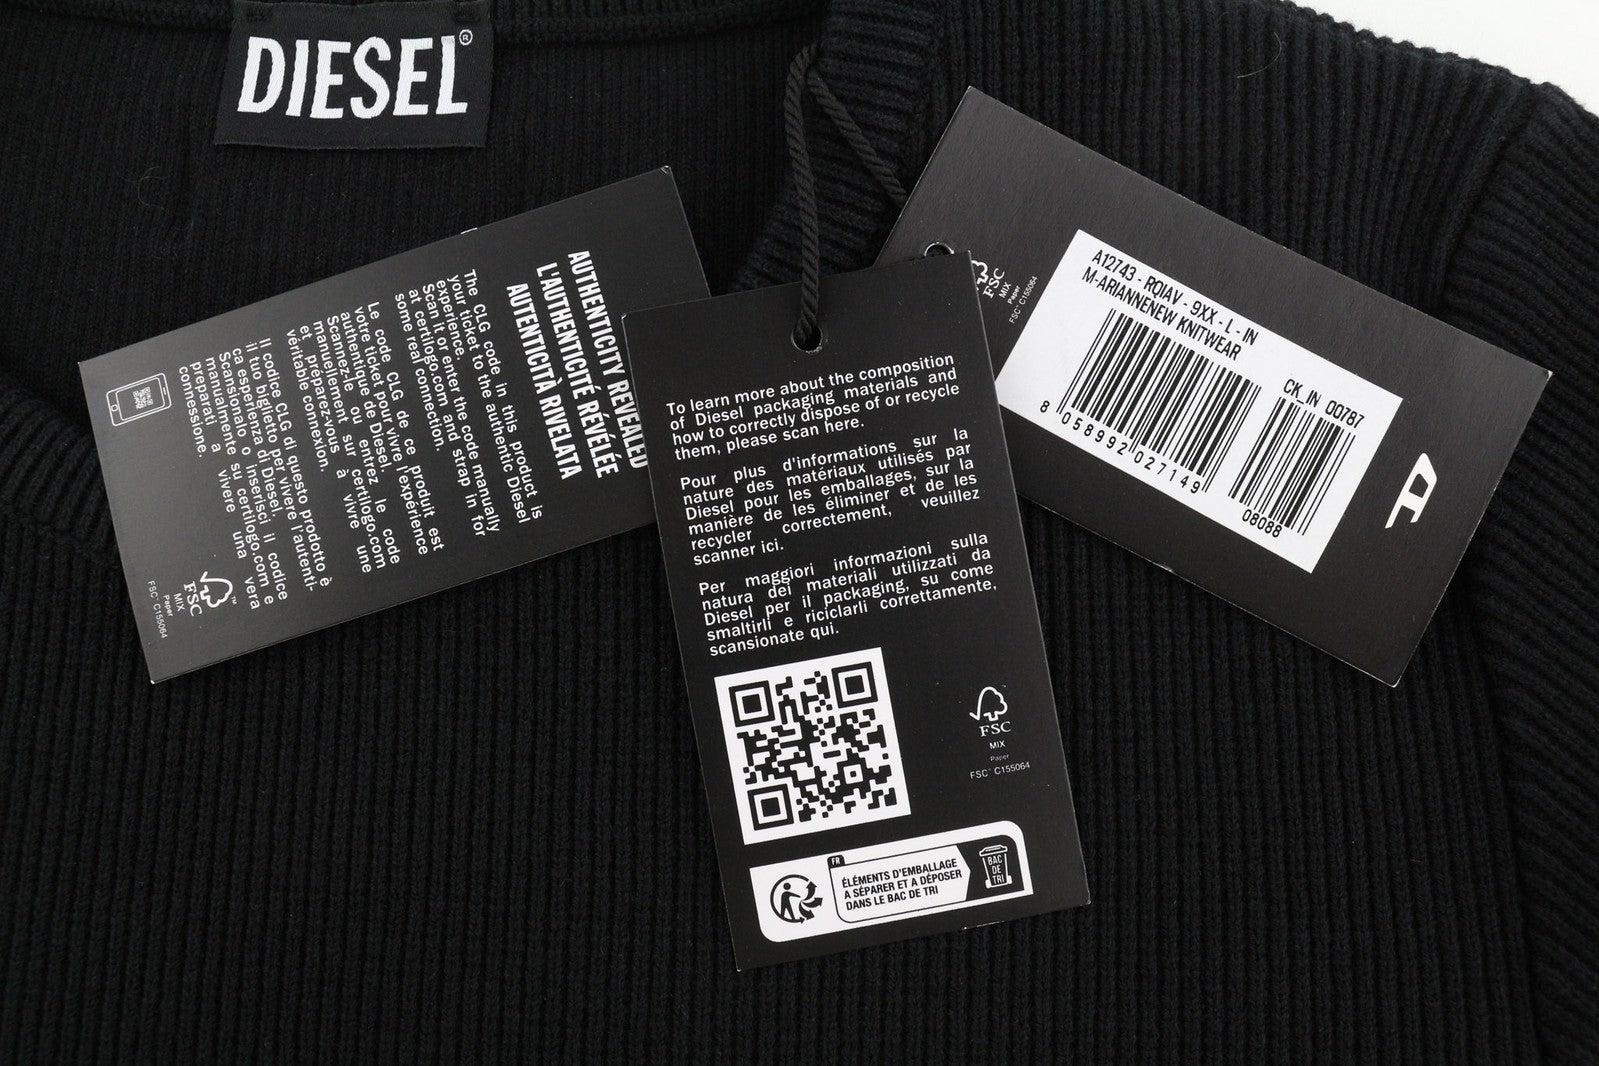 DIESEL®
AUTHENTICITY REVEALED
L'AUTHENTICITÉ RÉVÉLÉE
AUTENTICITÀ RIVELATA
The CLG code in this product is
your ticket to the authentic Diesel
experience.
Scan it or enter the code manually
at certilogo.com and strap in for
some real connection.
Le code CLG de ce produit est
votre ticket pour vivre l'expérience
authentique de Diesel.
Scannez-le ou entrez le code
manuellement sur certilogo.com
et préparez-vous à vivre une
véritable connexion.
Il codice CLG di questo prodotto è
il tuo biglietto per vivere l'autenti-
ca esperienza di Diesel.
Scansionalo o inserisci il codice
manualmente su certilogo.com e
preparati a vivere una vera
connessione.
FSC™
MIX
Paper
FSC™ C155064
To learn more about the composition
of Diesel packaging materials and
how to correctly dispose of or recycle
them, please scan here.
Pour plus d'informations sur la
nature des matériaux utilisés par
Diesel pour les emballages, sur la
manière de les éliminer et de les
recycler correctement, veuillez
scanner ici.
Per maggiori informazioni sulla
natura dei materiali utilizzati da
Diesel per il packaging, su come
smaltirli e riciclarli correttamente,
scansionate qui.
FSC
MIX
Paper
FSC™ C155064
FR
ÉLÉMENTS D'EMBALLAGE
A SÉPARER ET A DÉPOSER
DANS LE BAC DE TRI
BAC
DE
TRI
FSC
MIX
Paper
FSC™ C155064
A12743 - R0IAV - 9XX - L - IN
M-ARIANNENEW KNITWEAR
CK_IN 00787
8 058992 027149
08088
D